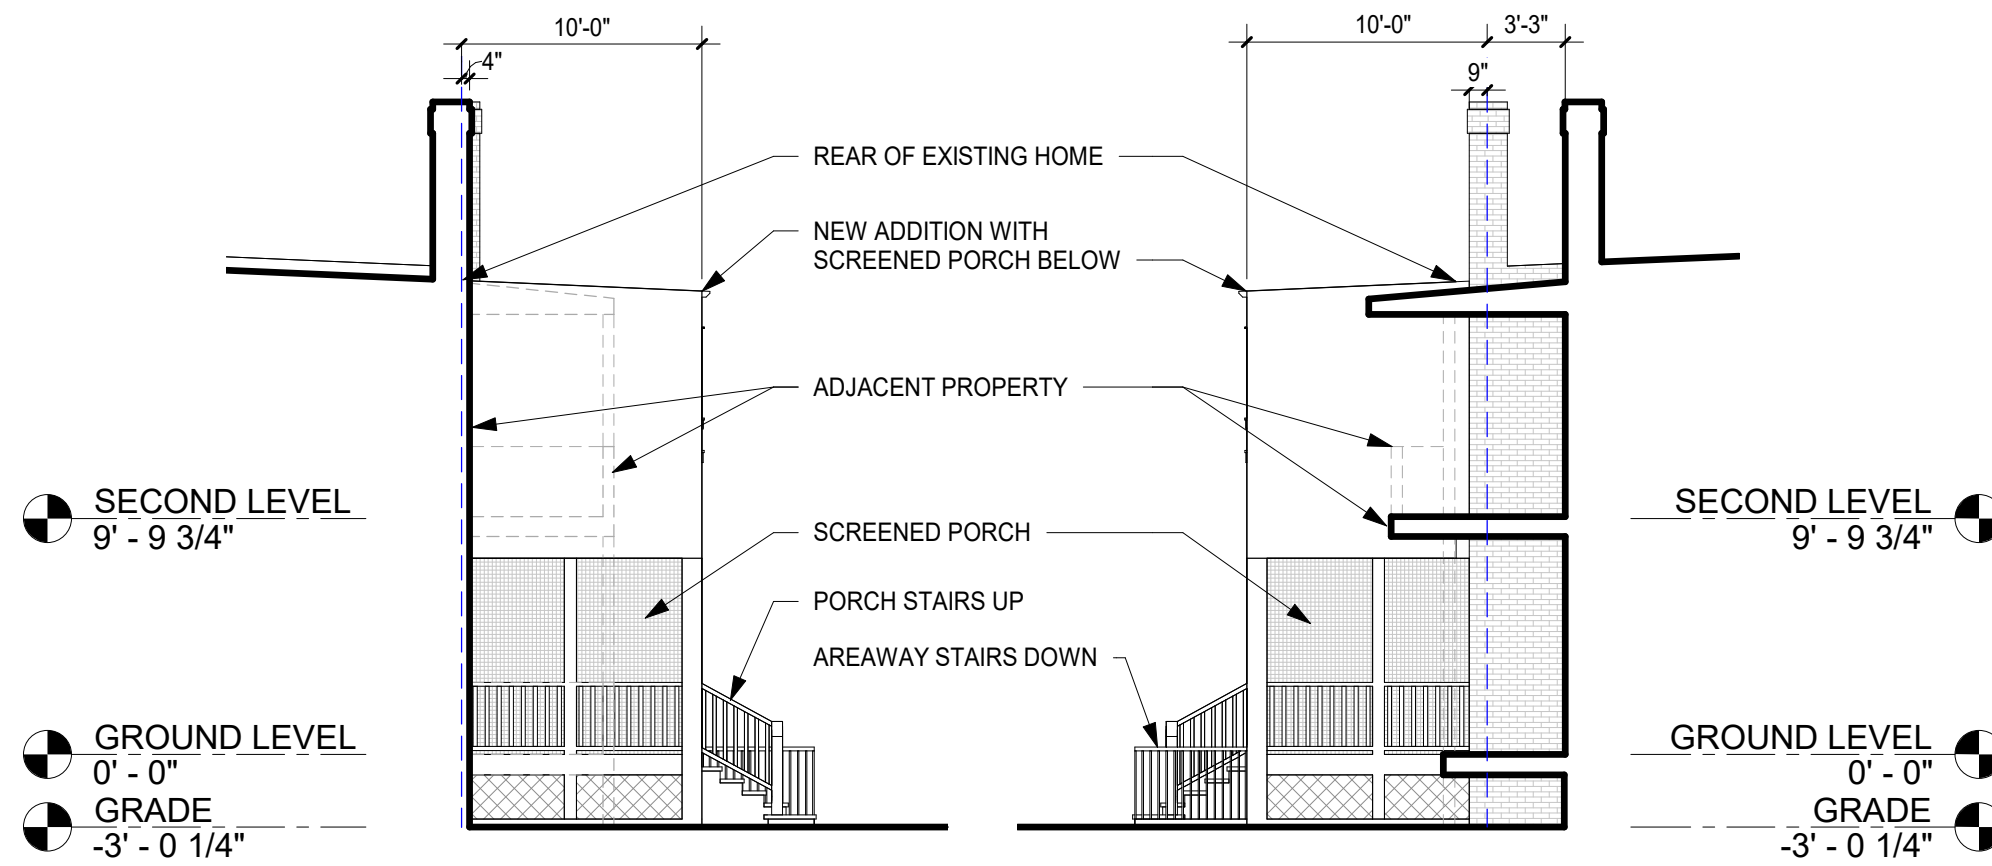 10'-0"
4"
10'-0"
3'-3"
9"
REAR OF EXISTING HOME
NEW ADDITION WITH
SCREENED PORCH BELOW
ADJACENT PROPERTY
SCREENED PORCH
PORCH STAIRS UP
AREAWAY STAIRS DOWN
SECOND LEVEL
9' - 9 3/4"
GROUND LEVEL
0' - 0"
GRADE
-3' - 0 1/4"
SECOND LEVEL
9' - 9 3/4"
GROUND LEVEL
0' - 0"
GRADE
-3' - 0 1/4"